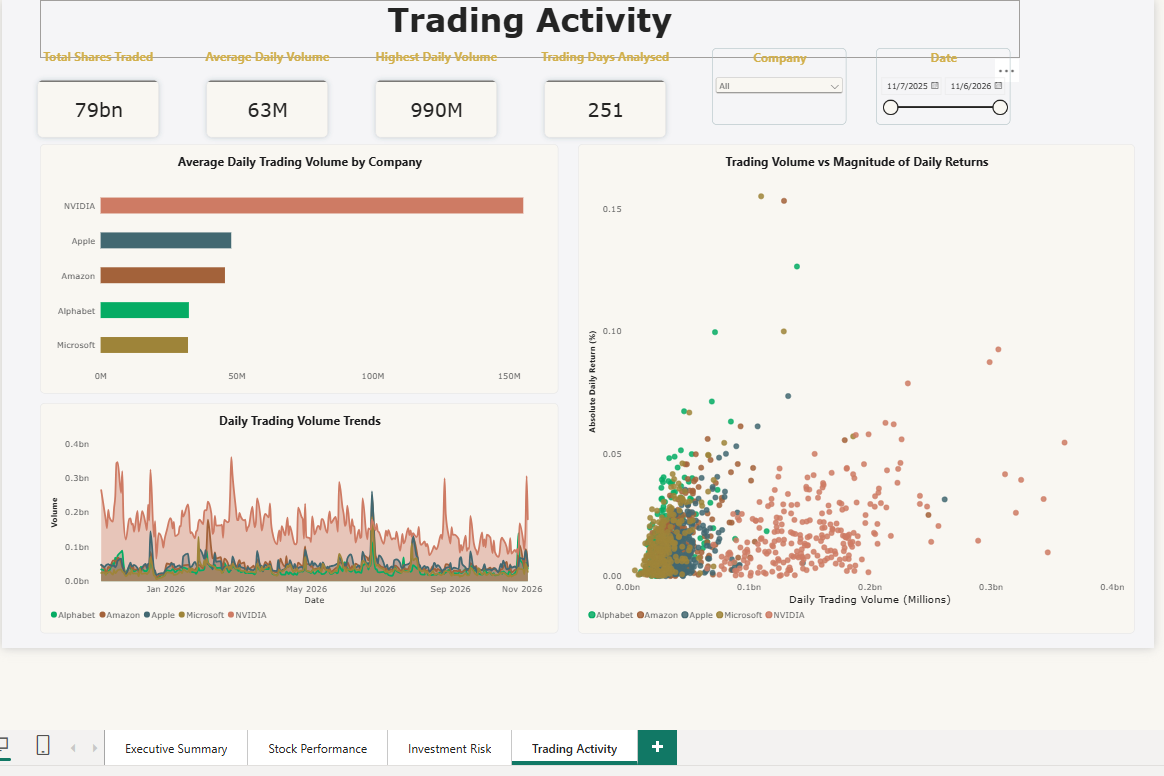 Trading Activity
Total Shares Traded
Average Daily Volume
Highest Daily Volume
Trading Days Analysed
Company
Date
79bn
63M
990M
251
All
11/7/2025
11/6/2026
Average Daily Trading Volume by Company
NVIDIA
Apple
Amazon
Alphabet
Microsoft
0M
50M
100M
150M
Daily Trading Volume Trends
0.4bn
0.3bn
0.2bn
0.1bn
0.0bn
Volume
Jan 2026
Mar 2026
May 2026
Jul 2026
Sep 2026
Nov 2026
Date
Alphabet
Amazon
Apple
Microsoft
NVIDIA
Trading Volume vs Magnitude of Daily Returns
0.15
0.10
0.05
0.00
Absolute Daily Return (%)
0.0bn
0.1bn
0.2bn
0.3bn
0.4bn
Daily Trading Volume (Millions)
Alphabet
Amazon
Apple
Microsoft
NVIDIA
Executive Summary
Stock Performance
Investment Risk
Trading Activity
+